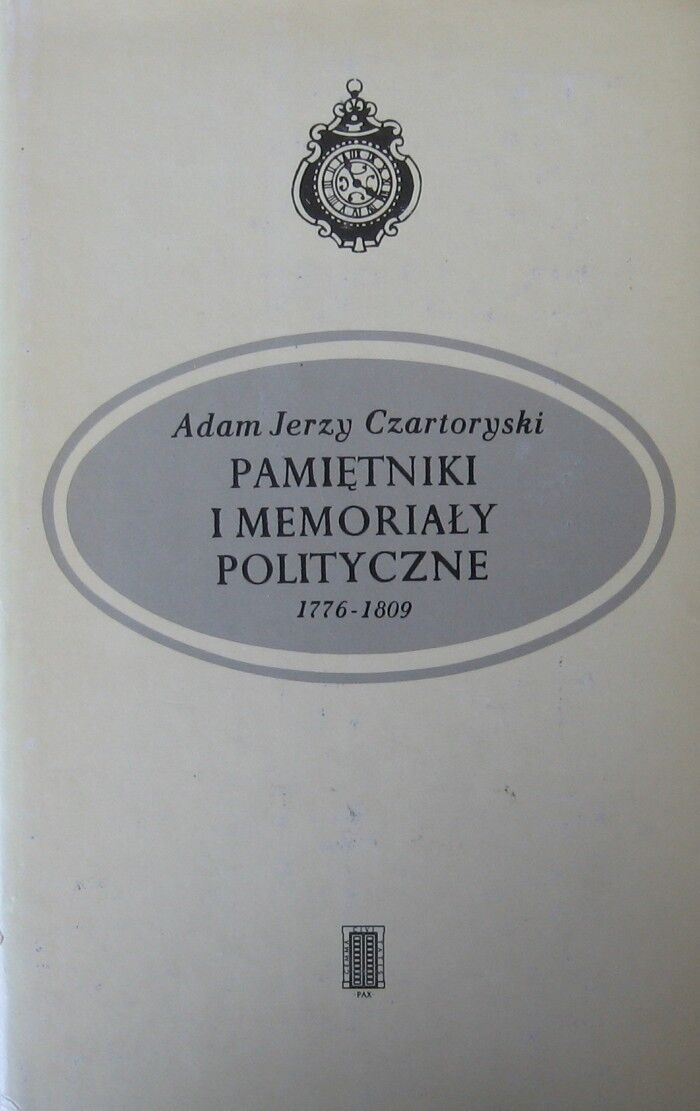 Adam Jerzy Czartoryski
PAMIĘTNIKI
I MEMORIAŁY
POLITYCZNE
1776-1809
PAX